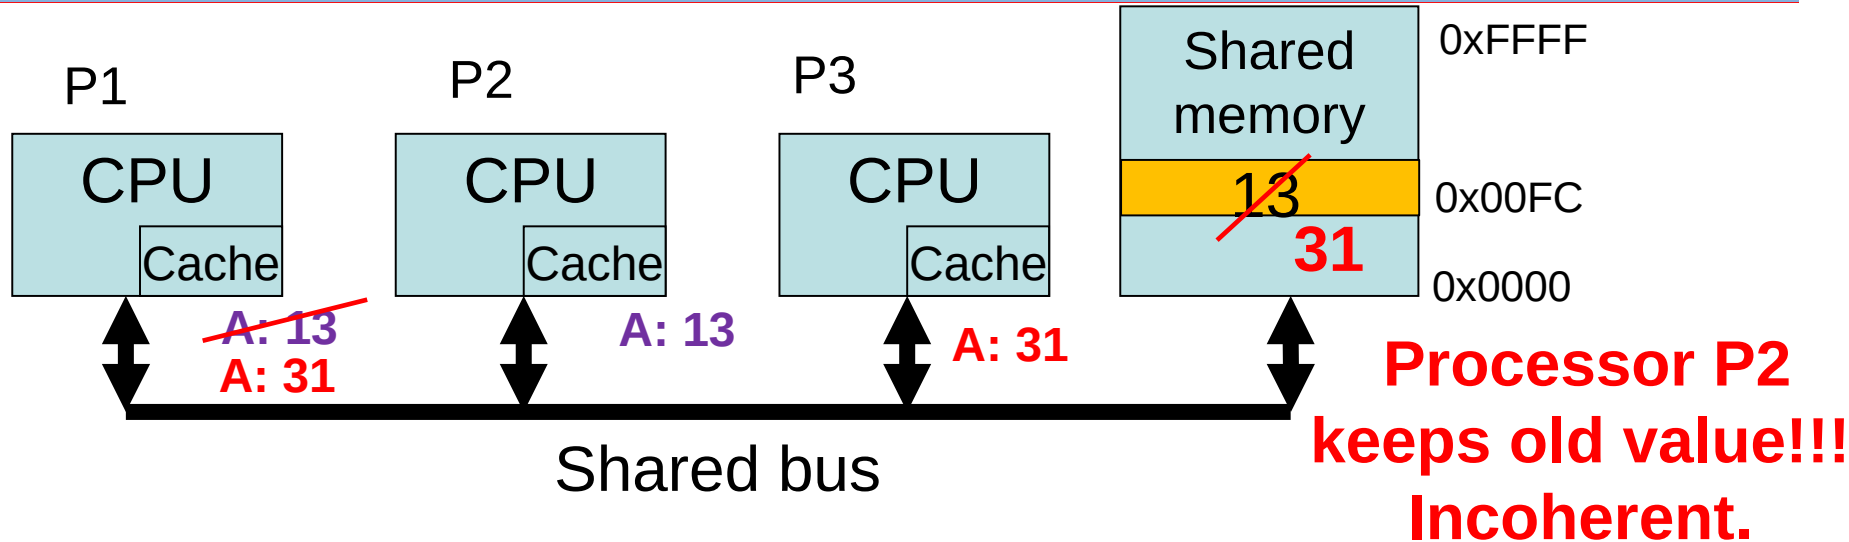 P1
P2
P3
Shared
memory
0xFFFF
CPU
CPU
CPU
13
0x00FC
31
Cache
Cache
Cache
0x0000
A: 13
A: 31
A: 13
A: 31
Processor P2
keeps old value!!!
Incoherent.
Shared bus